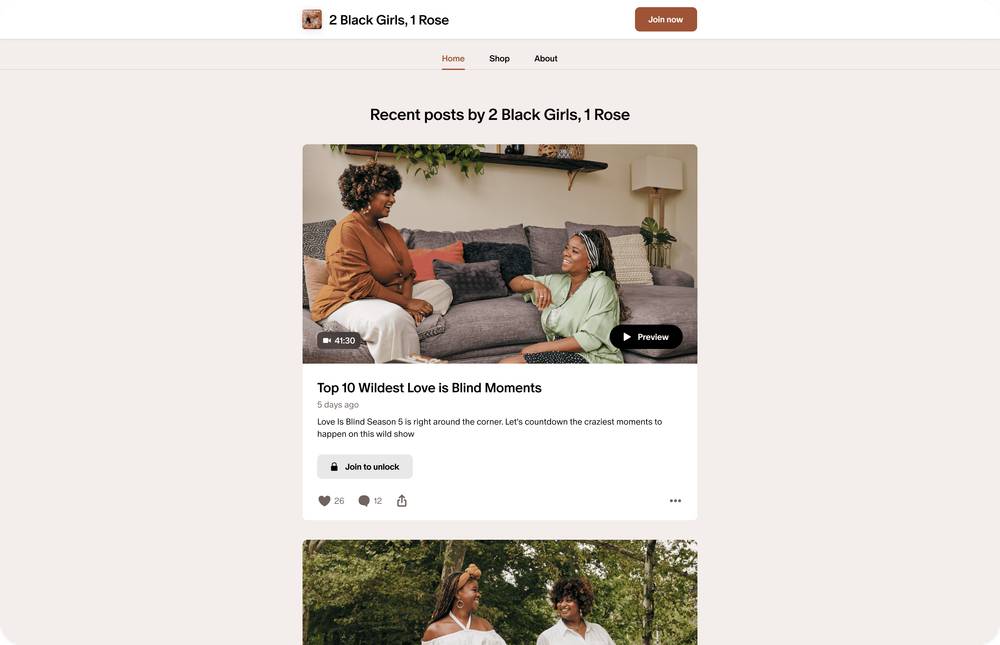 2 Black Girls, 1 Rose
Join now
Home
Shop
About
Recent posts by 2 Black Girls, 1 Rose
41:30
Preview
Top 10 Wildest Love is Blind Moments
5 days ago
Love Is Blind Season 5 is right around the corner. Let's countdown the craziest moments to
happen on this wild show
Join to unlock
26
12